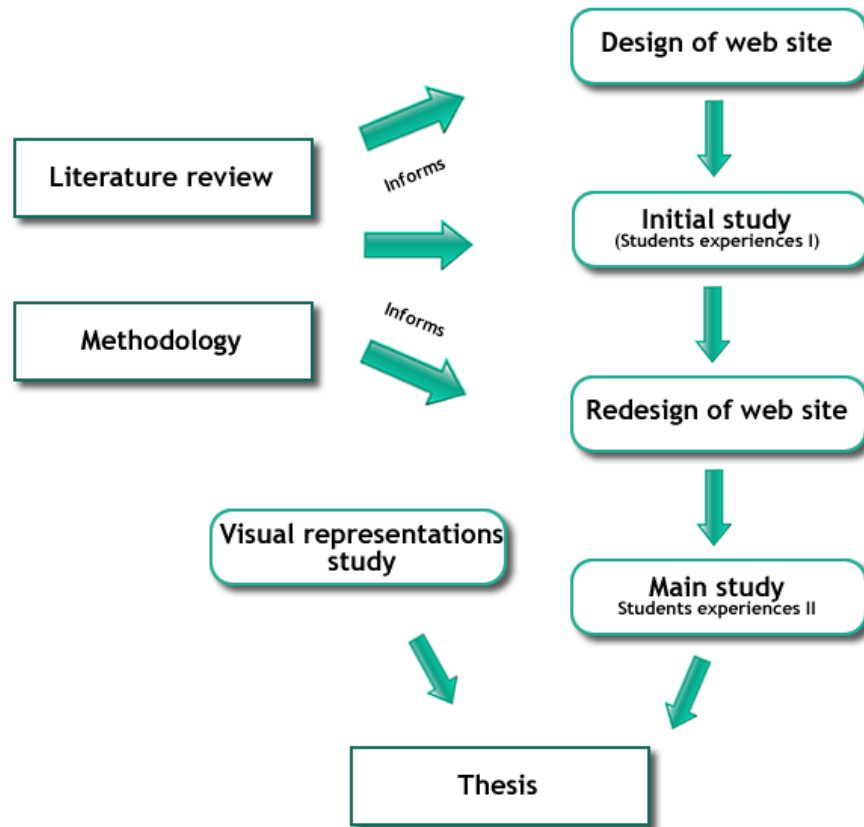 Design of web site
Literature review
Informs
Initial study
(Students experiences I)
Methodology
Informs
Redesign of web site
Visual representations
study
Main study
Students experiences II
Thesis